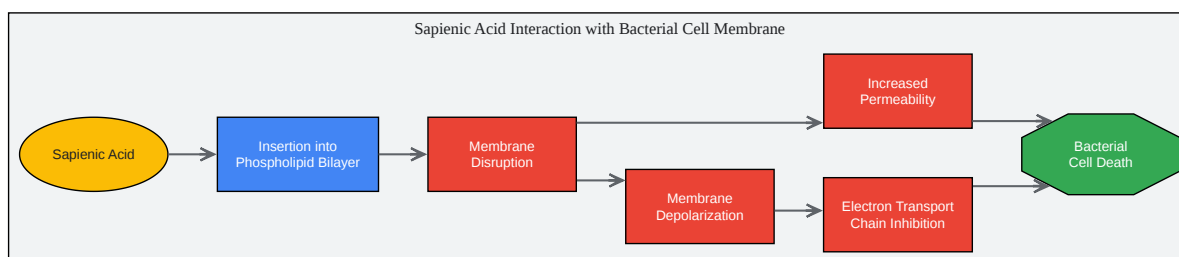 Sapienic Acid Interaction with Bacterial Cell Membrane
Sapienic Acid
Insertion into
Phospholipid Bilayer
Membrane
Disruption
Increased
Permeability
Membrane
Depolarization
Electron Transport
Chain Inhibition
Bacterial
Cell Death